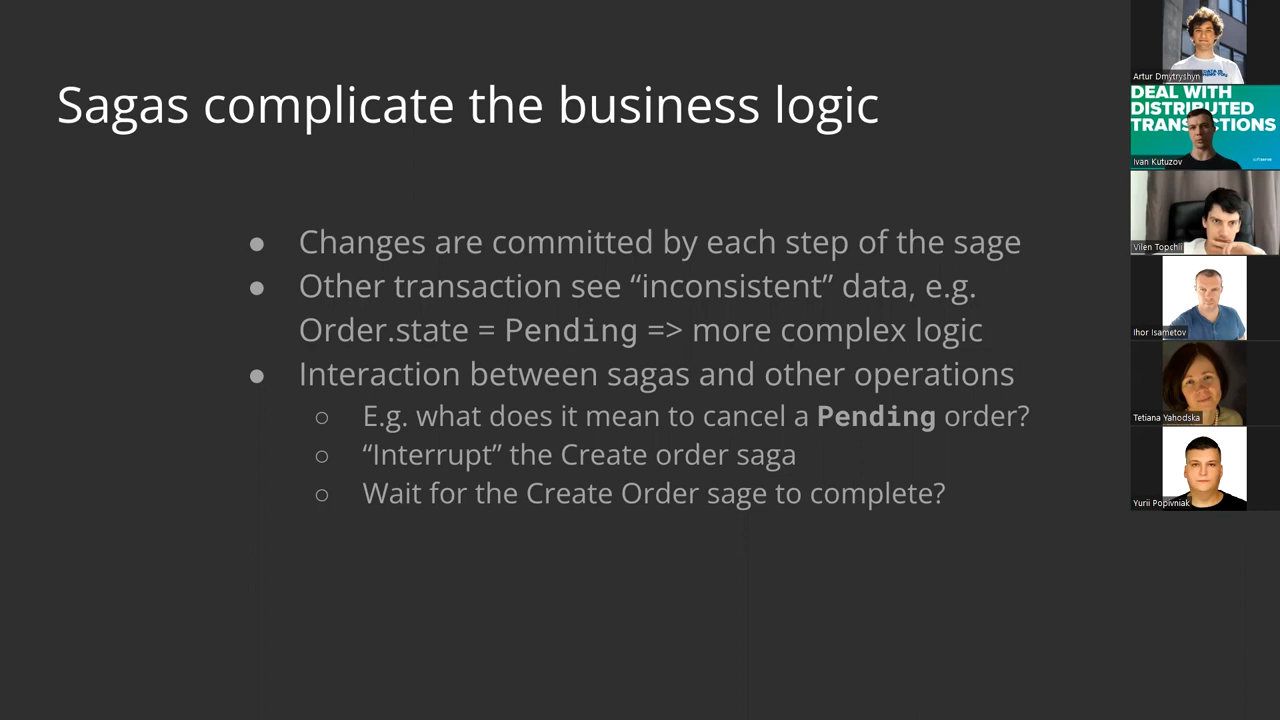 Sagas complicate the business logic
● Changes are committed by each step of the sage
● Other transaction see “inconsistent” data, e.g.
Order.state = Pending => more complex logic
● Interaction between sagas and other operations
○ E.g. what does it mean to cancel a Pending order?
○ “Interrupt” the Create order saga
○ Wait for the Create Order sage to complete?
Artur Dmytryshyn
DEAL WITH
DISTRIBUTED
TRANSACTIONS
Ivan Kutuzov
Vilen Topchii
Ihor Isametov
Tetiana Yahodska
Yurii Popivniak